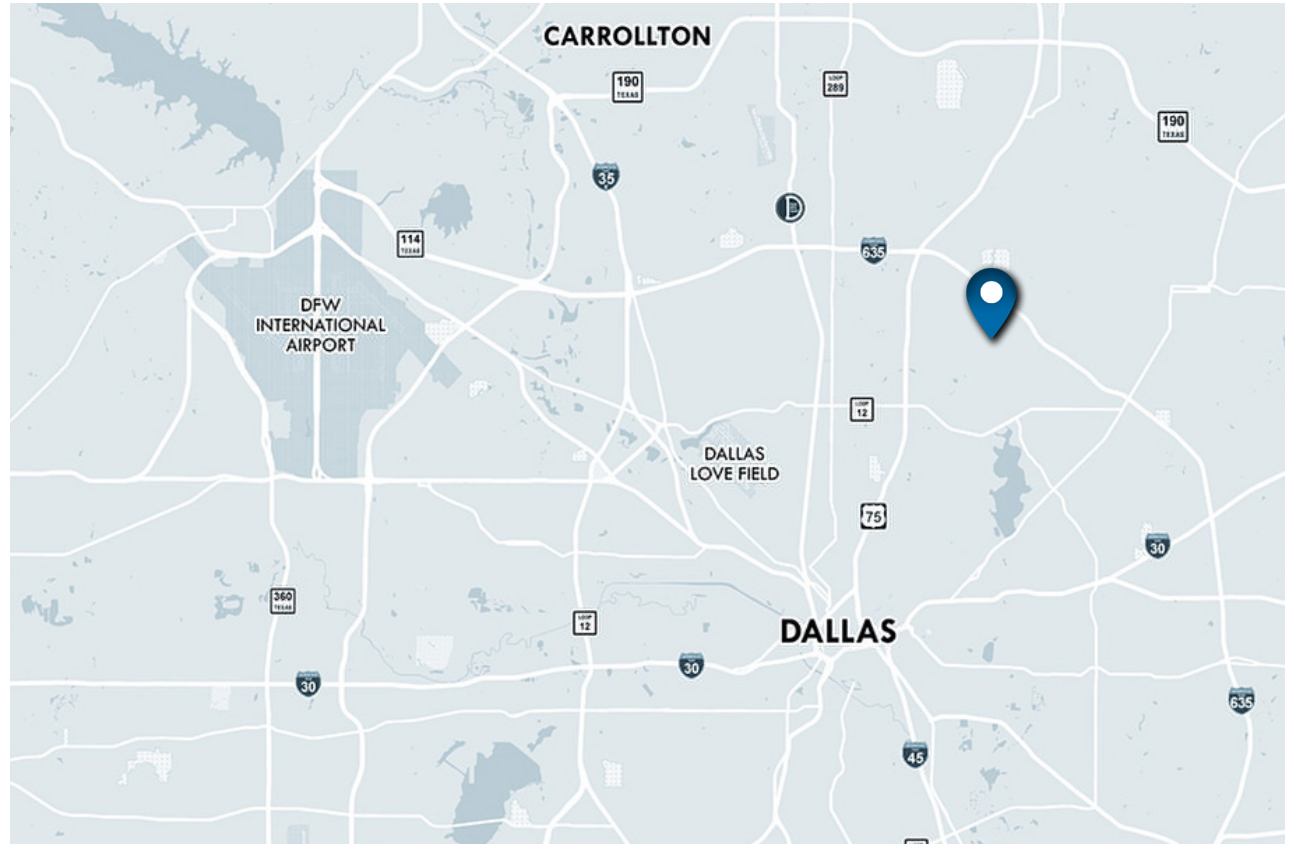 CARROLLTON
190
TEXAS
LOOP
289
190
TEXAS
35
D
114
TEXAS
635
DFW
INTERNATIONAL
AIRPORT
LOOP
12
DALLAS
LOVE FIELD
75
30
360
TEXAS
LOOP
12
DALLAS
30
30
635
45